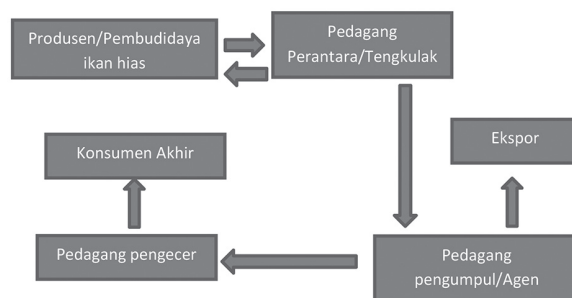 Produsen/Pembudidaya
ikan hias
Pedagang
Perantara/Tengkulak
Konsumen Akhir
Ekspor
Pedagang pengecer
Pedagang
pengumpul/Agen